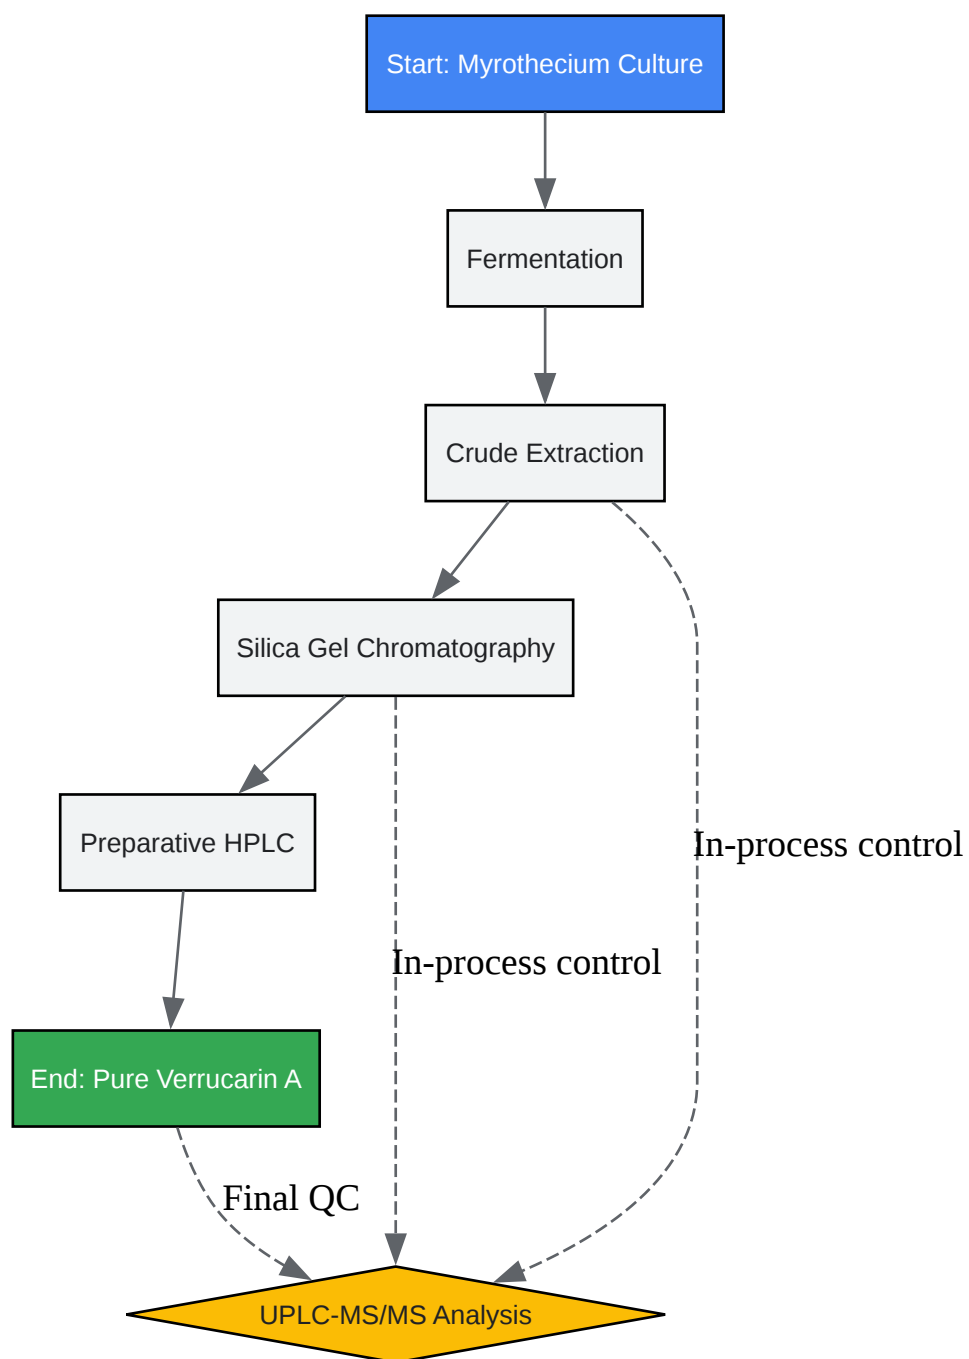 Start: Myrothecium Culture
Fermentation
Crude Extraction
Silica Gel Chromatography
Preparative HPLC
In-process control
In-process control
End: Pure Verrucarin A
Final QC
UPLC-MS/MS Analysis